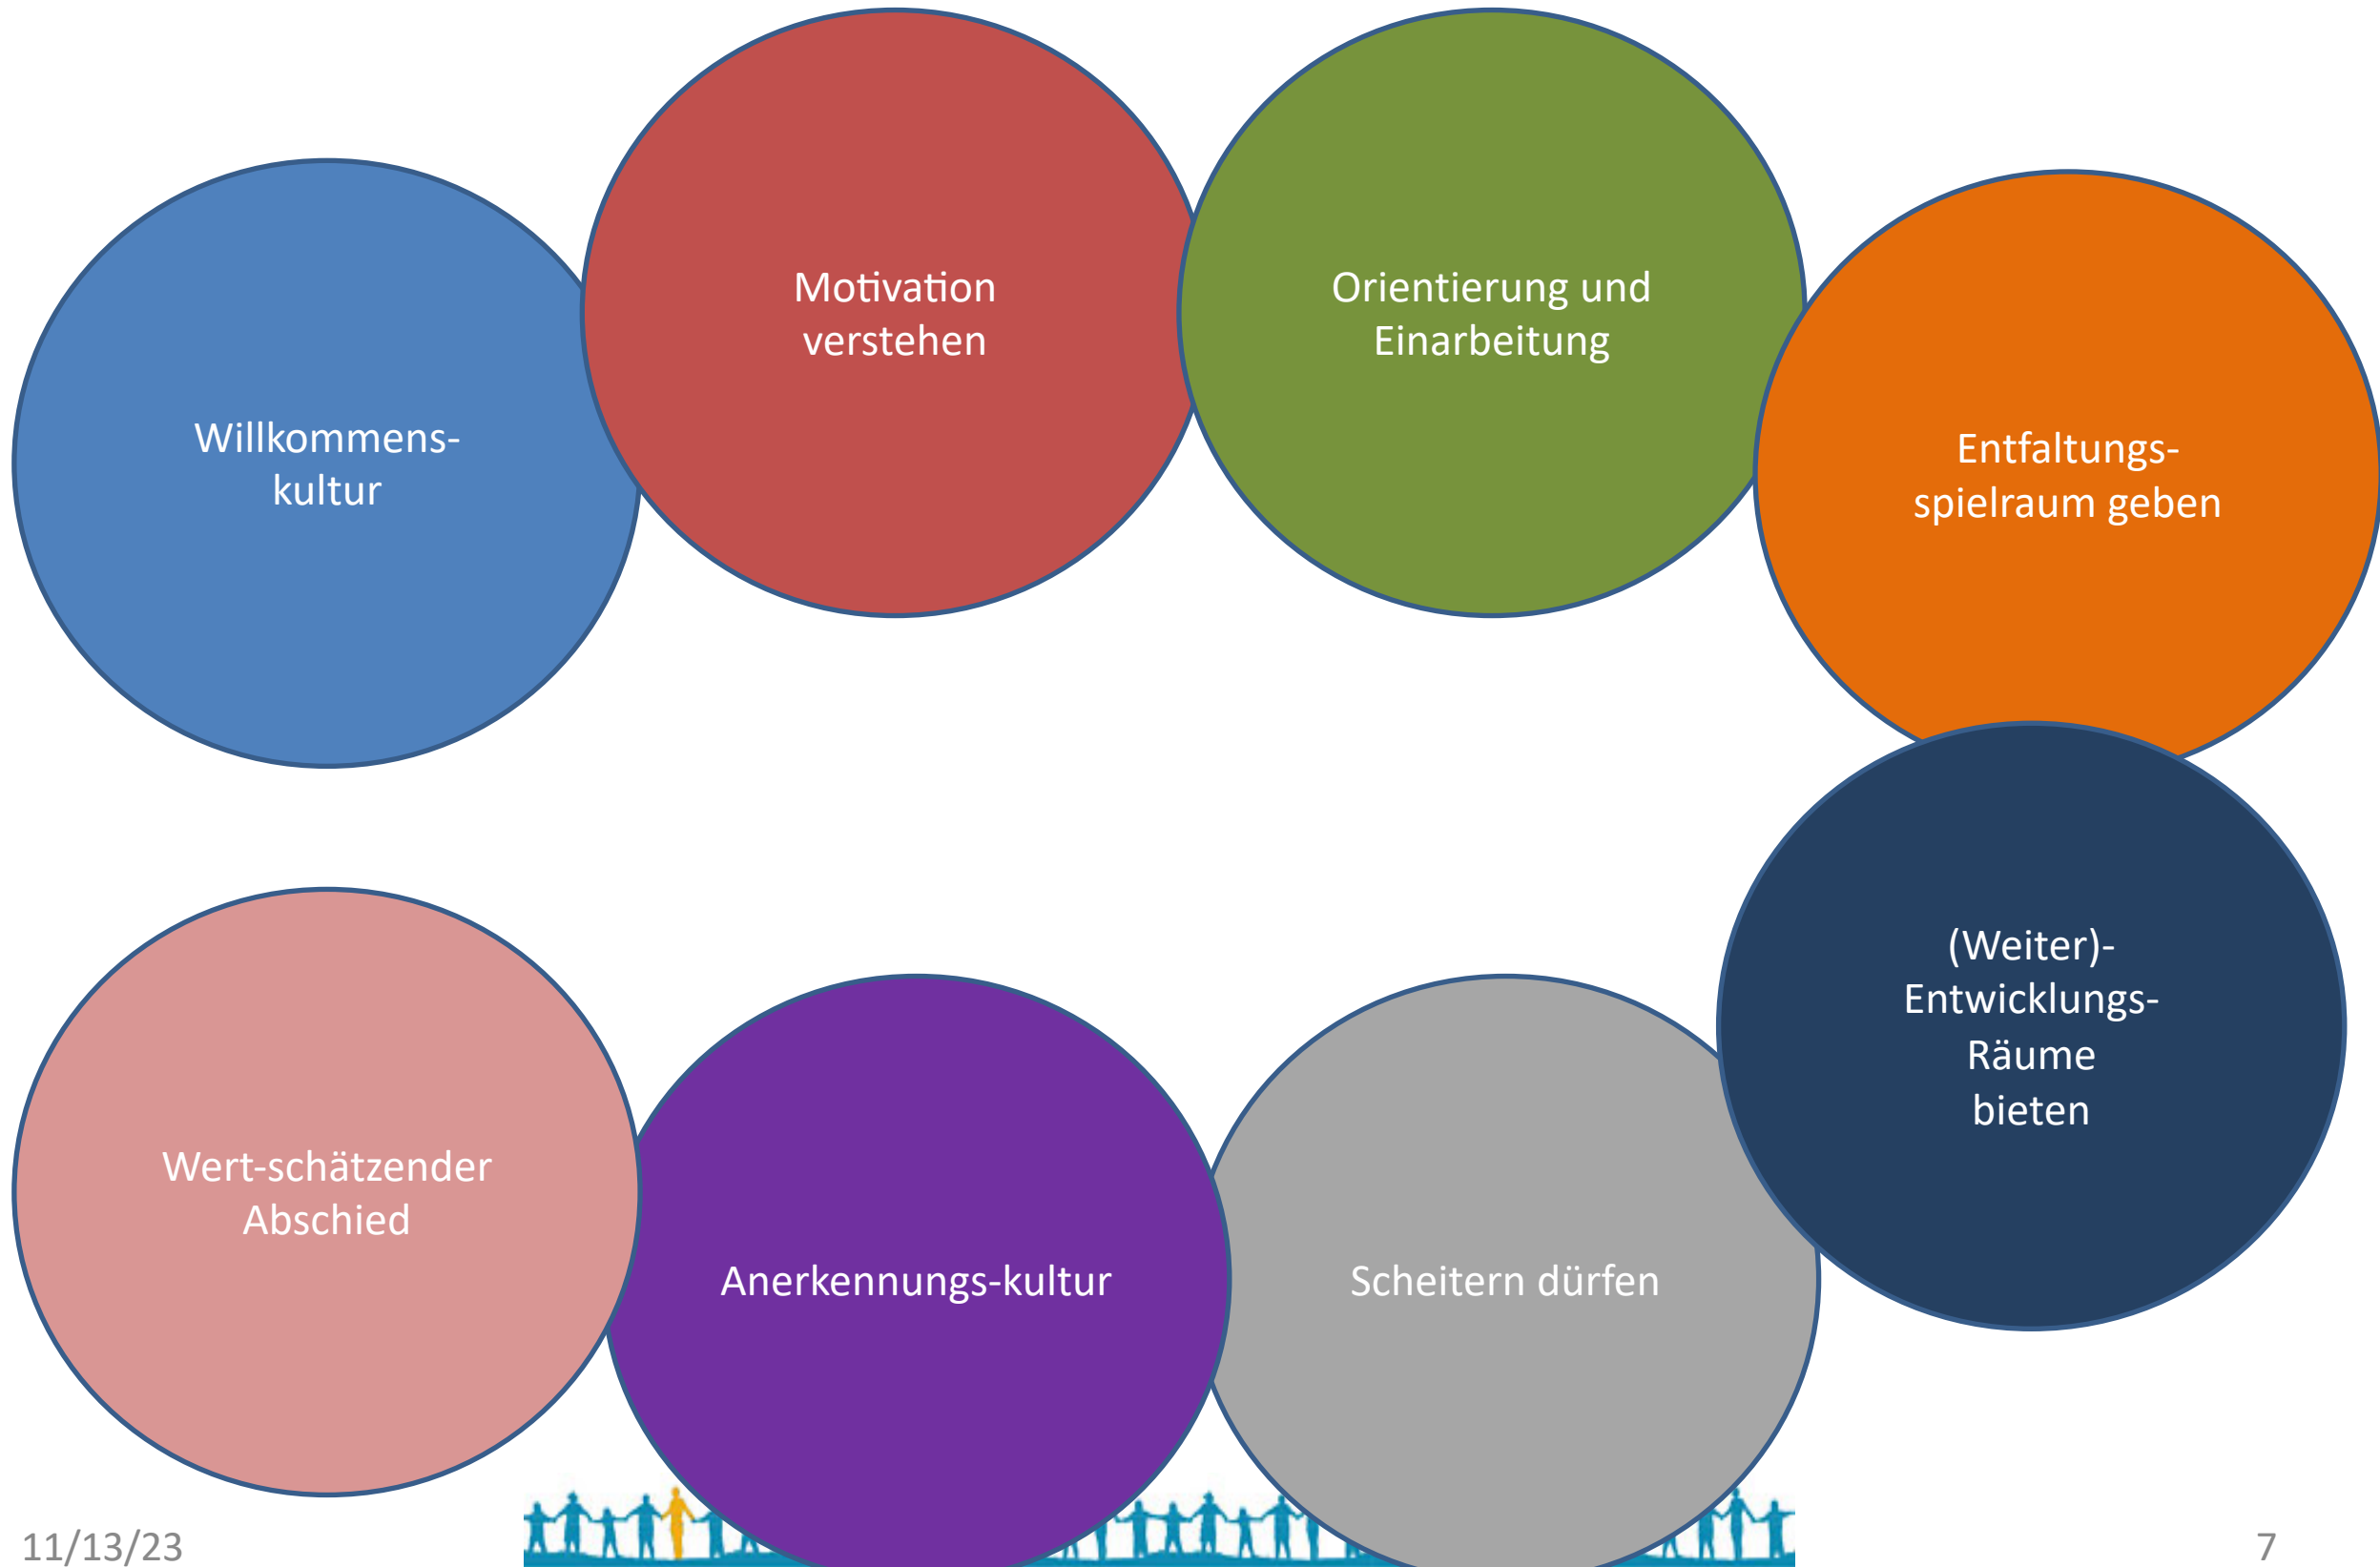 Willkommens-
kultur
Motivation
verstehen
Orientierung und
Einarbeitung
Entfaltungs-
spielraum geben
(Weiter)-
Entwicklungs-
Räume
bieten
Scheitern dürfen
Anerkennungs-kultur
Wert-schätzender
Abschied
11/13/23
7